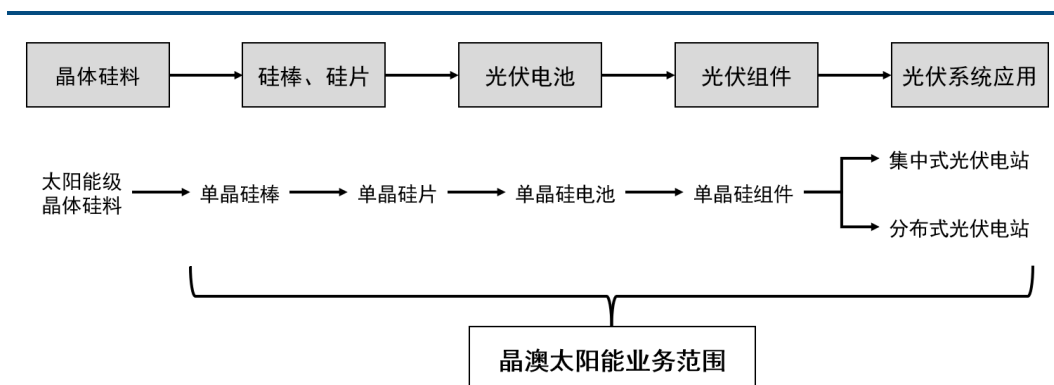 晶体硅料
硅棒、硅片
光伏电池
光伏组件
光伏系统应用
太阳能级
晶体硅料
单晶硅棒
单晶硅片
单晶硅电池
单晶硅组件
集中式光伏电站
分布式光伏电站
晶澳太阳能业务范围